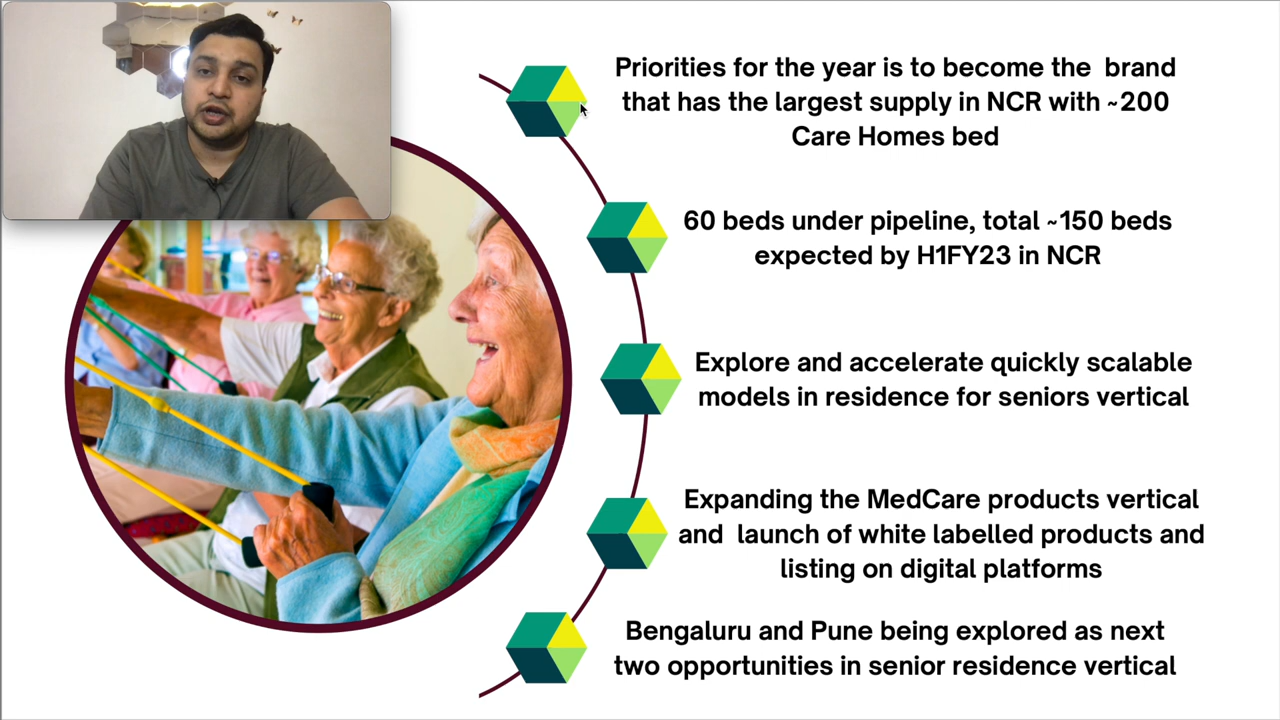 Priorities for the year is to become the brand
that has the largest supply in NCR with ~200
Care Homes bed
60 beds under pipeline, total ~150 beds
expected by H1FY23 in NCR
Explore and accelerate quickly scalable
models in residence for seniors vertical
Expanding the MedCare products vertical
and launch of white labelled products and
listing on digital platforms
Bengaluru and Pune being explored as next
two opportunities in senior residence vertical